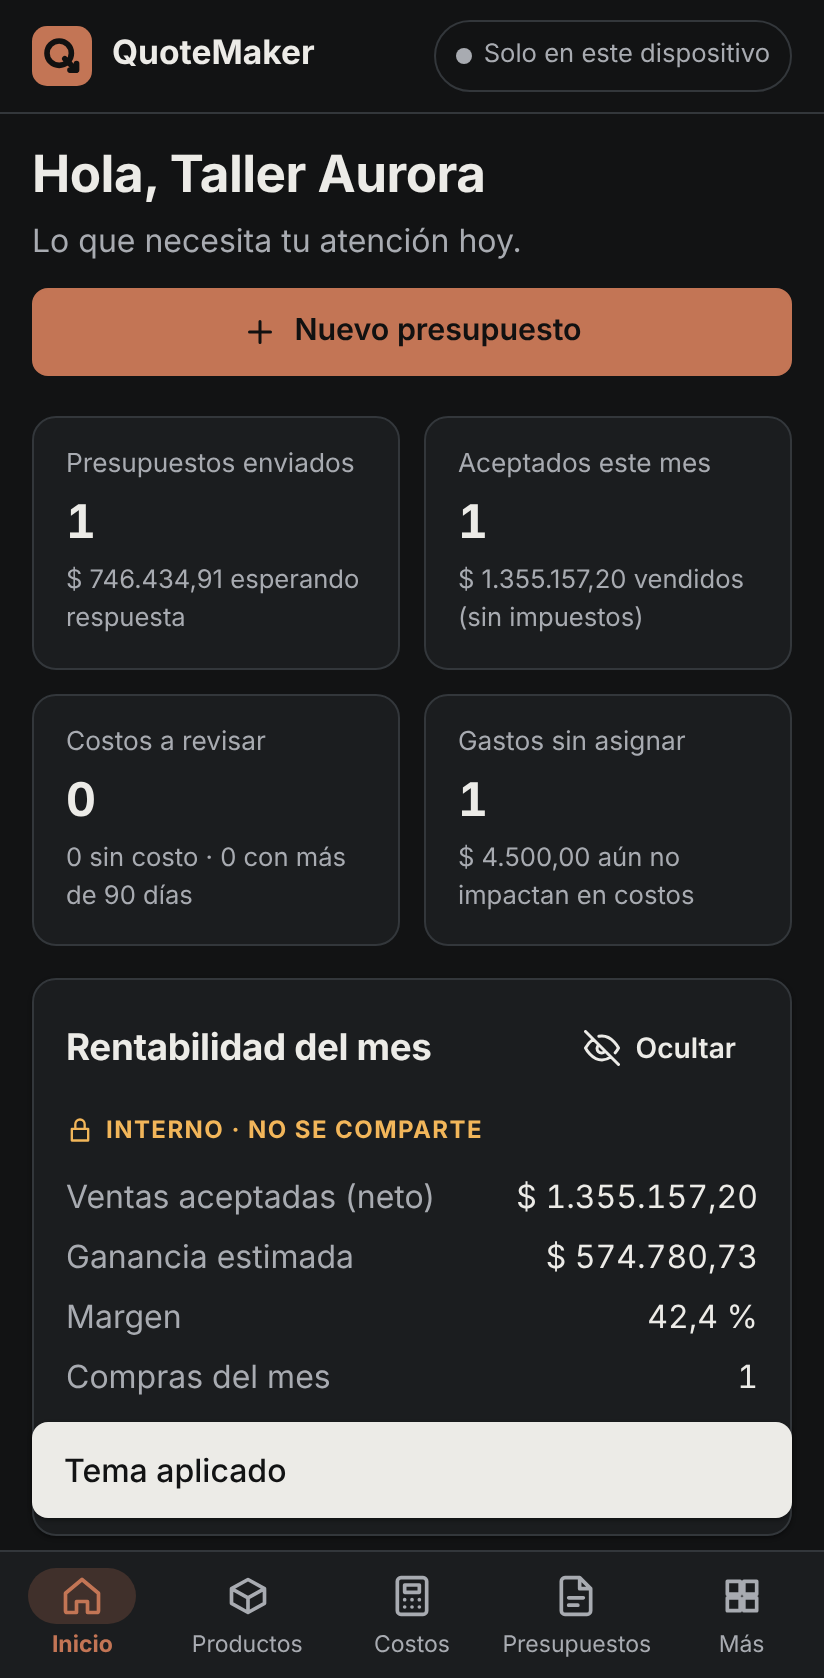 QuoteMaker
Solo en este dispositivo
Hola, Taller Aurora
Lo que necesita tu atención hoy.
Nuevo presupuesto
Presupuestos enviados
1
$ 746.434,91 esperando
respuesta
Aceptados este mes
1
$ 1.355.157,20 vendidos
(sin impuestos)
Costos a revisar
0
0 sin costo · 0 con más
de 90 días
Gastos sin asignar
1
$ 4.500,00 aún no
impactan en costos
Rentabilidad del mes
Ocultar
INTERNO · NO SE COMPARTE
Ventas aceptadas (neto) $ 1.355.157,20
Ganancia estimada $ 574.780,73
Margen 42,4 %
Compras del mes 1
Tema aplicado
Inicio
Productos
Costos
Presupuestos
Más